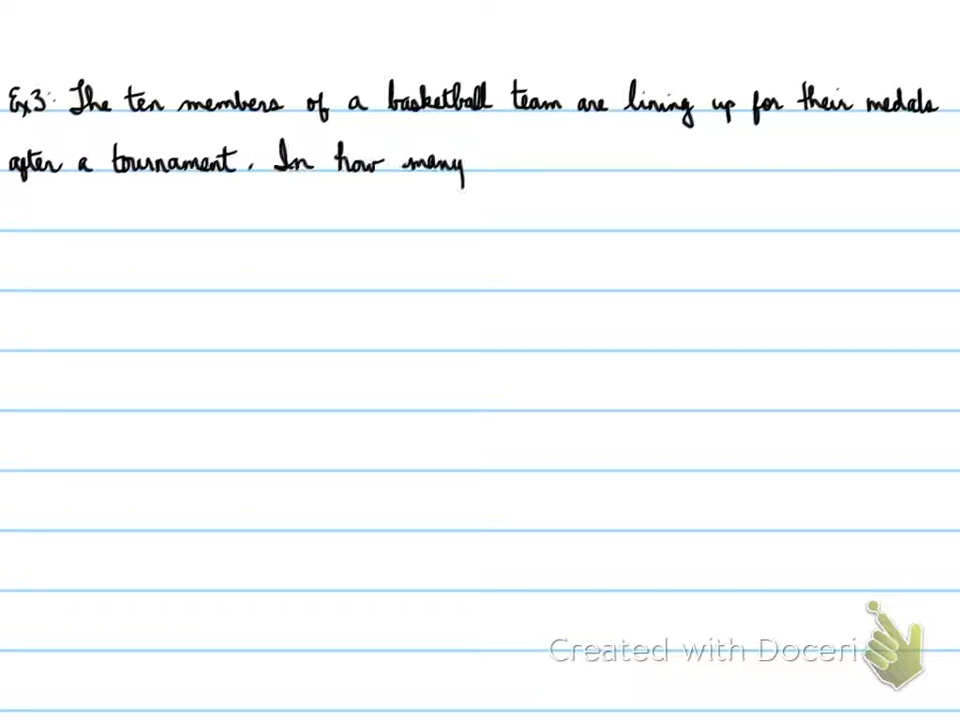 Ex3: The ten members of a basketball team are lining up for their medals
after a tournament. In how many
Created with Doceri